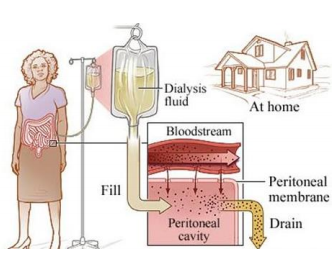 Dialysis
fluid
At home
Bloodstream
Fill
Peritoneal
membrane
Peritoneal
cavity
Drain